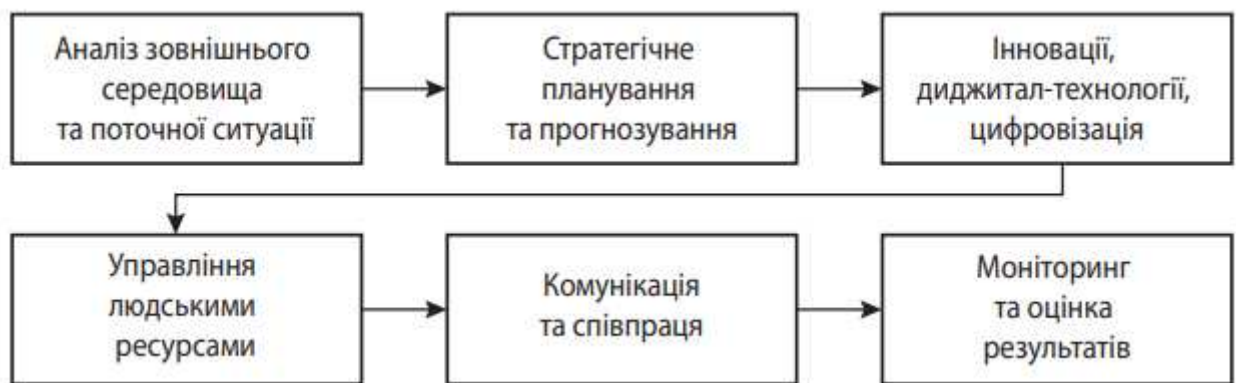 Аналіз зовнішнього
середовища
та поточної ситуації
Стратегічне
планування
та прогнозування
Інновації,
диджитал-технології,
цифровізація
Управління
людськими
ресурсами
Комунікація
та співпраця
Моніторинг
та оцінка
результатів